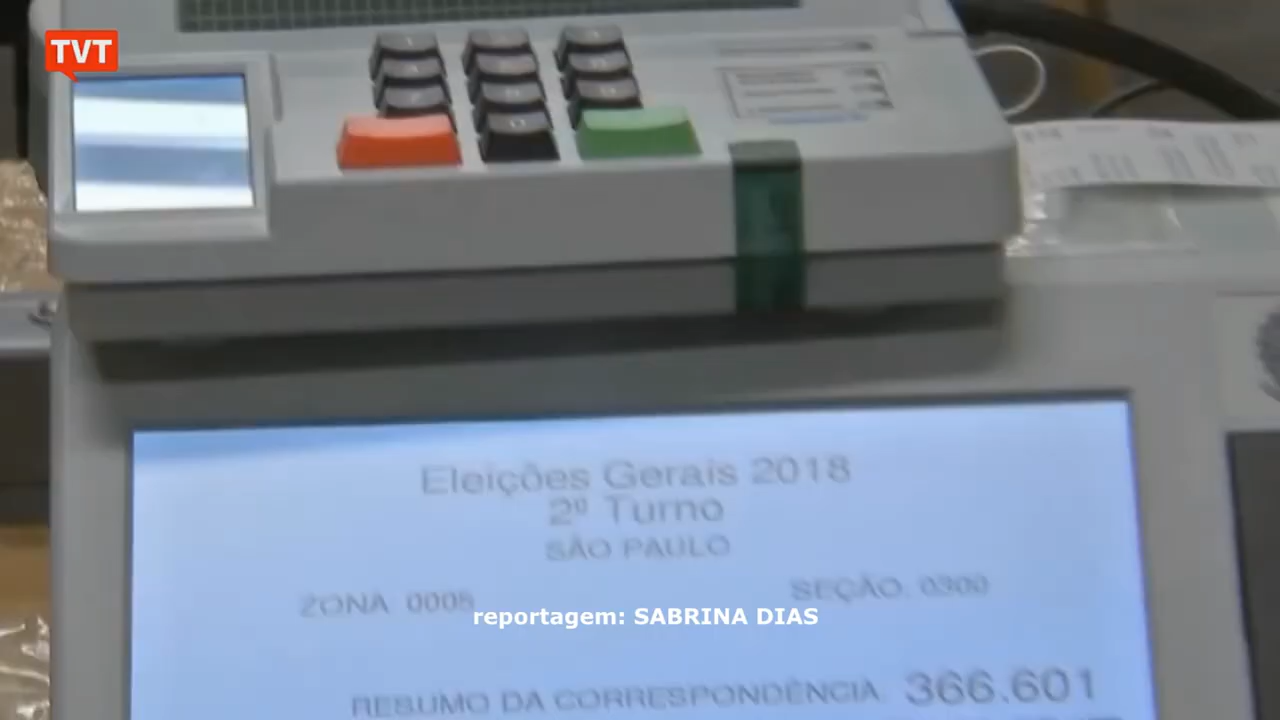 TVT
Eleições Gerais 2018
2º Turno
SÃO PAULO
ZONA: 0005 SEÇÃO: 0300
reportagem: SABRINA DIAS
RESUMO DA CORRESPONDÊNCIA: 366.601